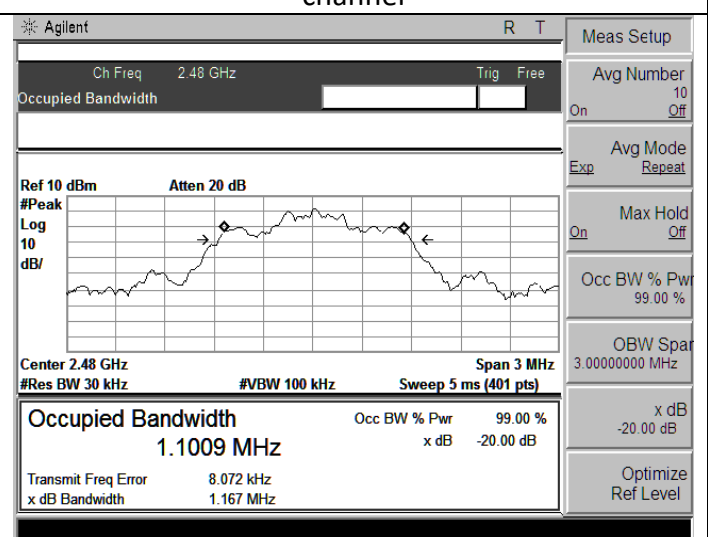 channel
Agilent R T
Ch Freq 2.48 GHz Trig Free
Occupied Bandwidth
Ref 10 dBm Atten 20 dB
#Peak
Log
10
dB/
Center 2.48 GHz Span 3 MHz
#Res BW 30 kHz #VBW 100 kHz Sweep 5 ms (401 pts)
Occupied Bandwidth Occ BW % Pwr 99.00 %
1.1009 MHz x dB -20.00 dB
Transmit Freq Error 8.072 kHz
x dB Bandwidth 1.167 MHz
Meas Setup
Avg Number
10
On Off
Avg Mode
Exp Repeat
Max Hold
On Off
Occ BW % Pwr
99.00 %
OBW Span
3.00000000 MHz
x dB
-20.00 dB
Optimize
Ref Level